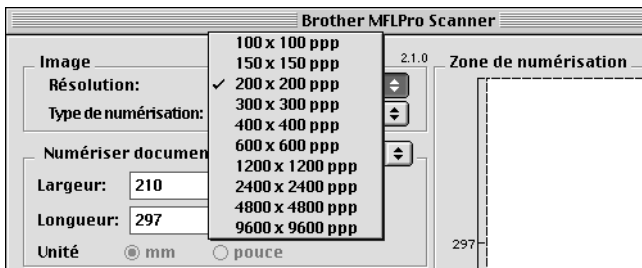 Brother MFLPro Scanner
Image
2.1.0
Résolution:
Type de numérisation:
100 x 100 ppp
150 x 150 ppp
✓ 200 x 200 ppp
300 x 300 ppp
400 x 400 ppp
600 x 600 ppp
1200 x 1200 ppp
2400 x 2400 ppp
4800 x 4800 ppp
9600 x 9600 ppp
Numériser documen
Largeur: 210
Longueur: 297
Unité mm pouce
Zone de numérisation
297